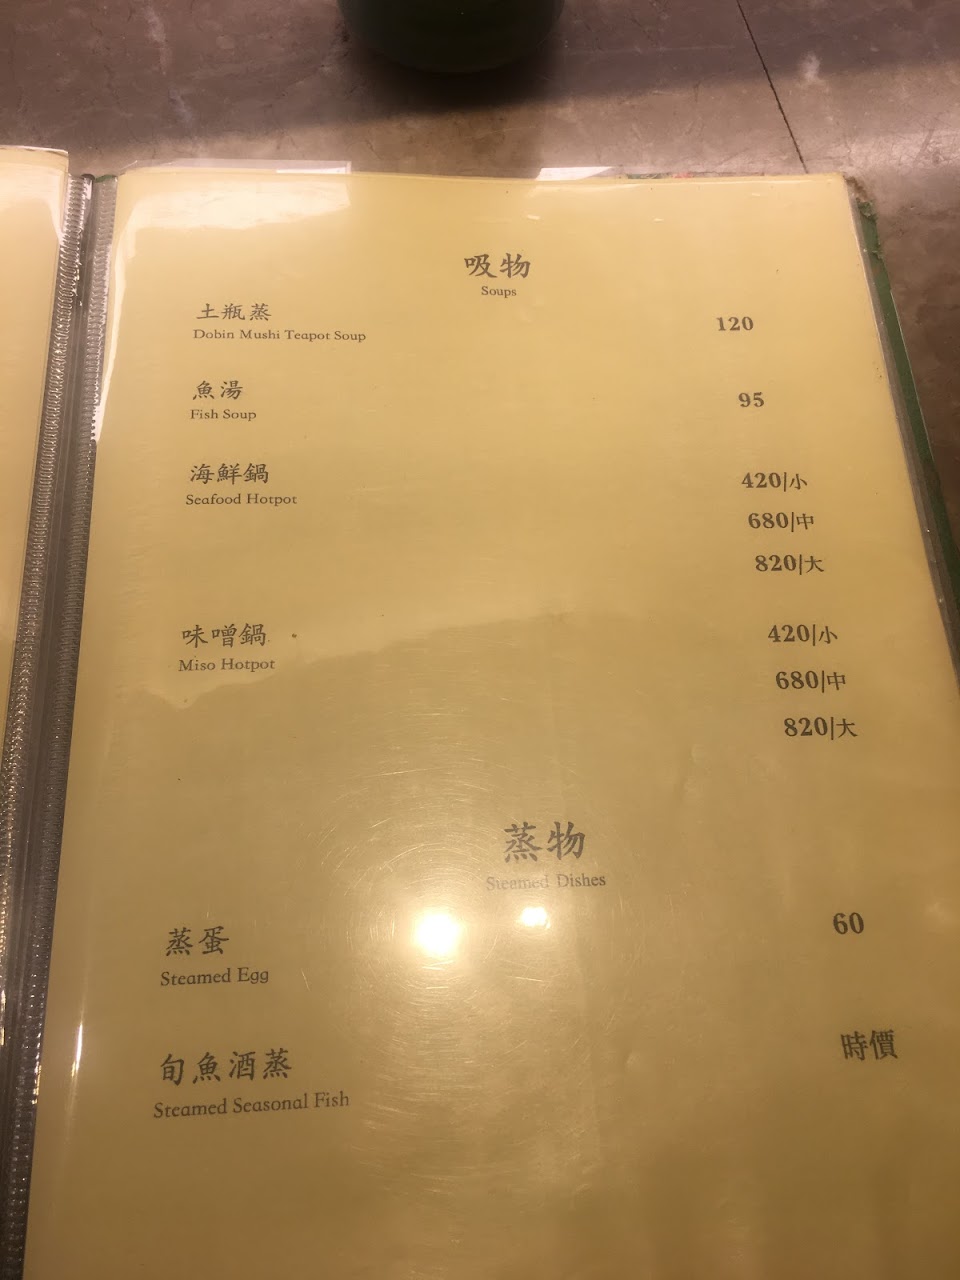 吸物
Soups
土瓶蒸
Dobin Mushi Teapot Soup
120
魚湯
Fish Soup
95
海鮮鍋
Seafood Hotpot
420|小
680|中
820|大
味噌鍋
Miso Hotpot
420|小
680|中
820|大
蒸物
Steamed Dishes
蒸蛋
Steamed Egg
60
旬魚酒蒸
Steamed Seasonal Fish
時價